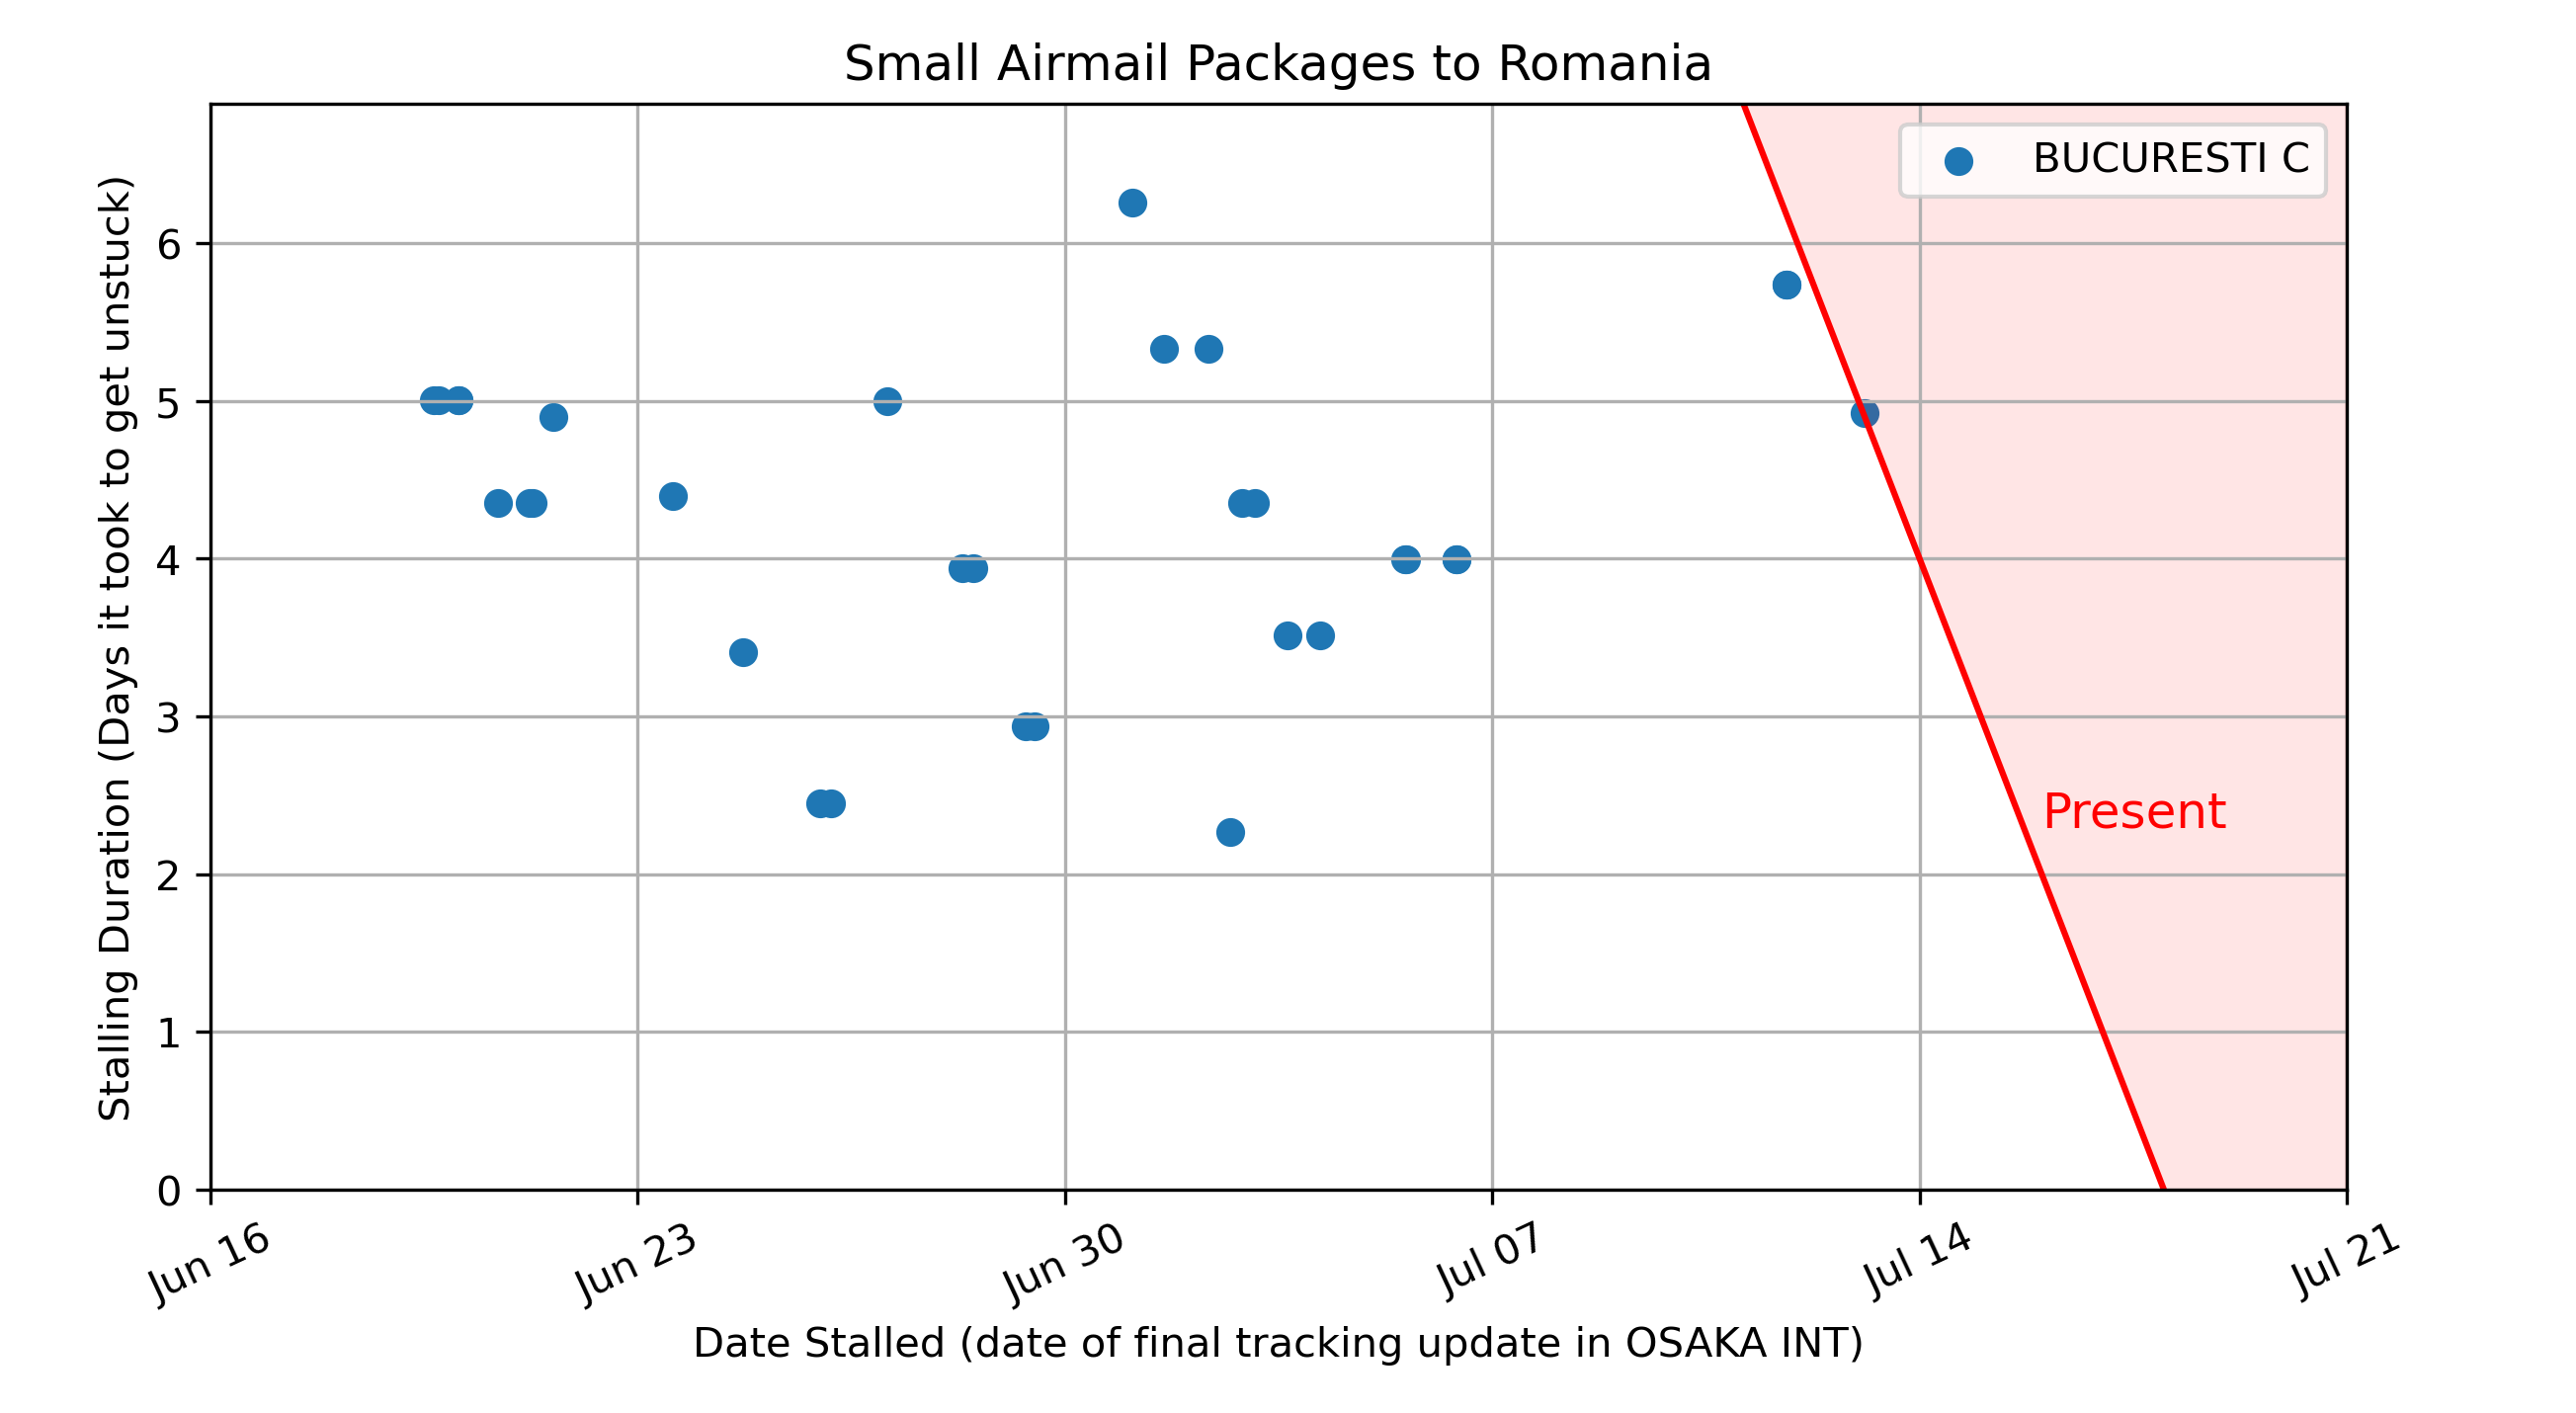 Small Airmail Packages to Romania
BUCURESTI C
Stalling Duration (Days it took to get unstuck)
6
5
4
3
2
1
0
Present
Jun 16
Jun 23
Jun 30
Jul 07
Jul 14
Jul 21
Date Stalled (date of final tracking update in OSAKA INT)